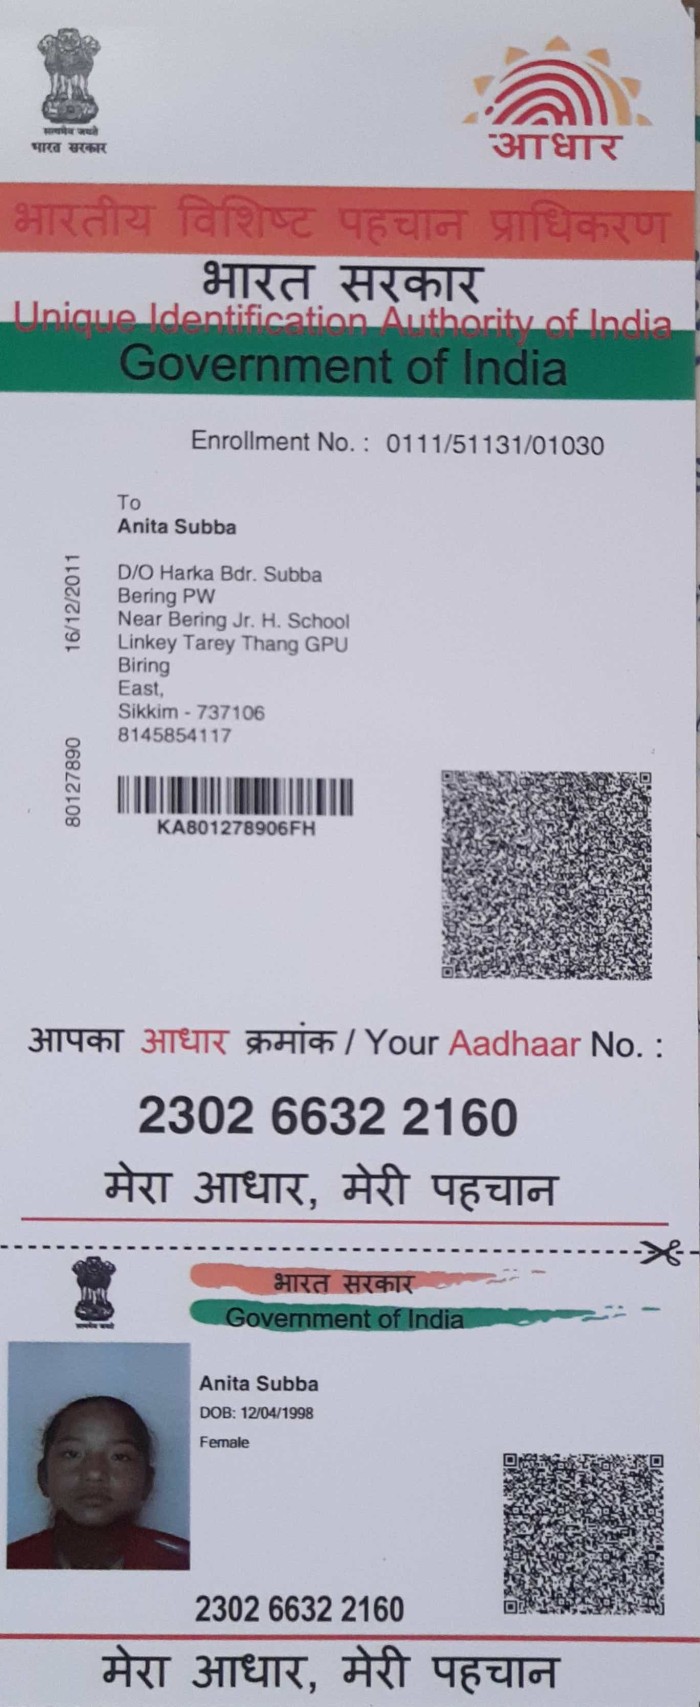 सत्यमेव जयते
भारत सरकार
आधार
भारतीय विशिष्ट पहचान प्राधिकरण
भारत सरकार
Unique Identification Authority of India
Government of India
Enrollment No. : 0111/51131/01030
To
Anita Subba
D/O Harka Bdr. Subba
Bering PW
Near Bering Jr. H. School
Linkey Tarey Thang GPU
Biring
East,
Sikkim - 737106
8145854117
16/12/2011
80127890
KA801278906FH
आपका आधार क्रमांक / Your Aadhaar No. :
2302 6632 2160
मेरा आधार, मेरी पहचान
सत्यमेव जयते
भारत सरकार
Government of India
Anita Subba
DOB: 12/04/1998
Female
2302 6632 2160
मेरा आधार, मेरी पहचान